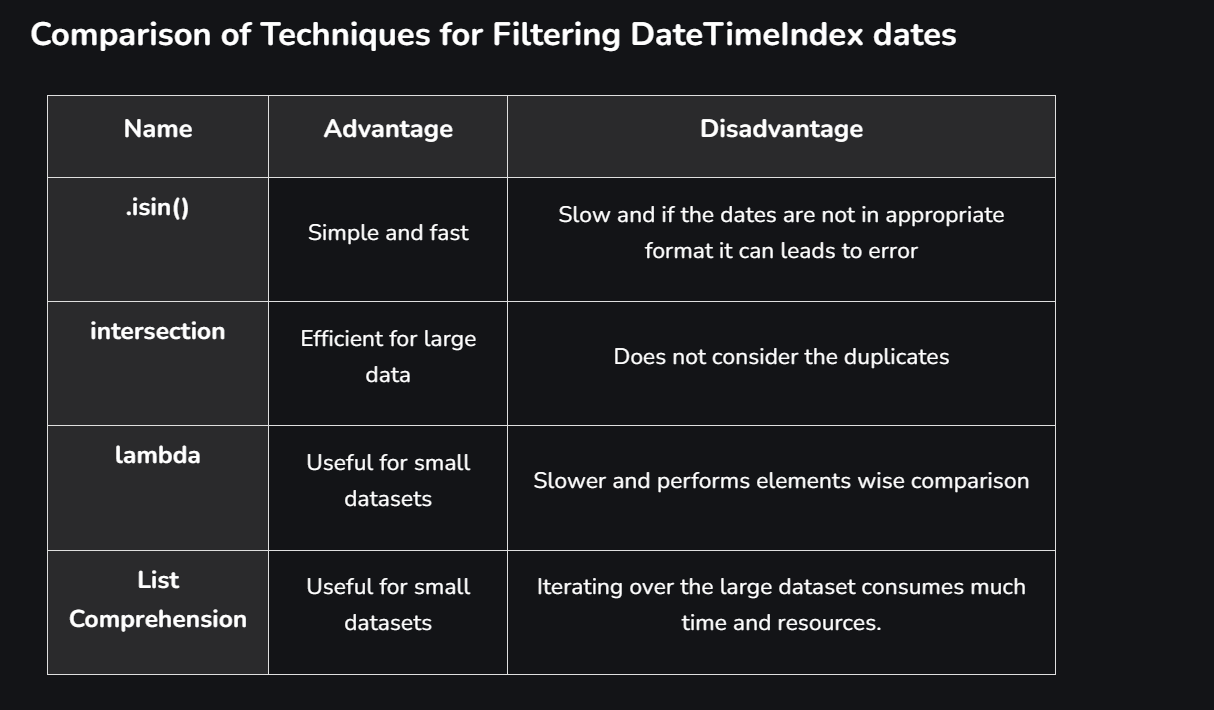 Comparison of Techniques for Filtering DateTimeIndex dates
Name
Advantage
Disadvantage
.isin()
Simple and fast
Slow and if the dates are not in appropriate
format it can leads to error
intersection
Efficient for large
data
Does not consider the duplicates
lambda
Useful for small
datasets
Slower and performs elements wise comparison
List
Comprehension
Useful for small
datasets
Iterating over the large dataset consumes much
time and resources.